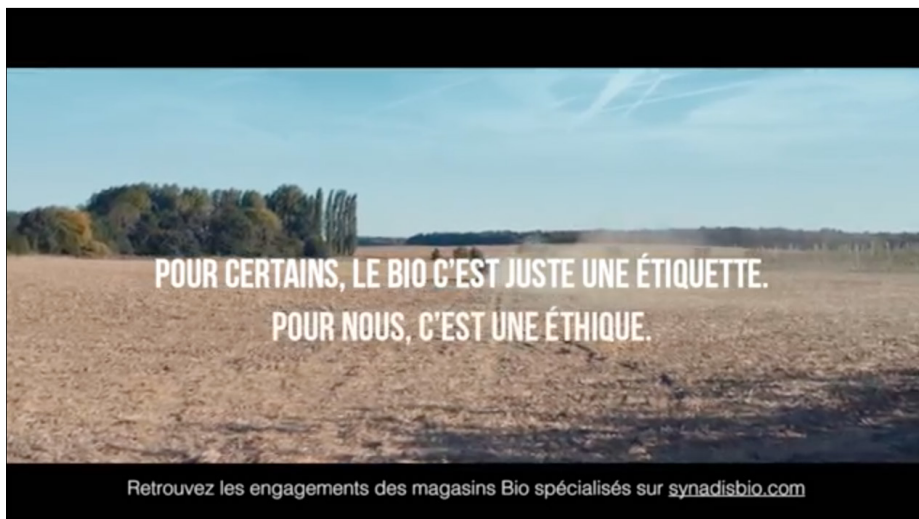 POUR CERTAINS, LE BIO C'EST JUSTE UNE ÉTIQUETTE.
POUR NOUS, C'EST UNE ÉTHIQUE.
Retrouvez les engagements des magasins Bio spécialisés sur synadisbio.com